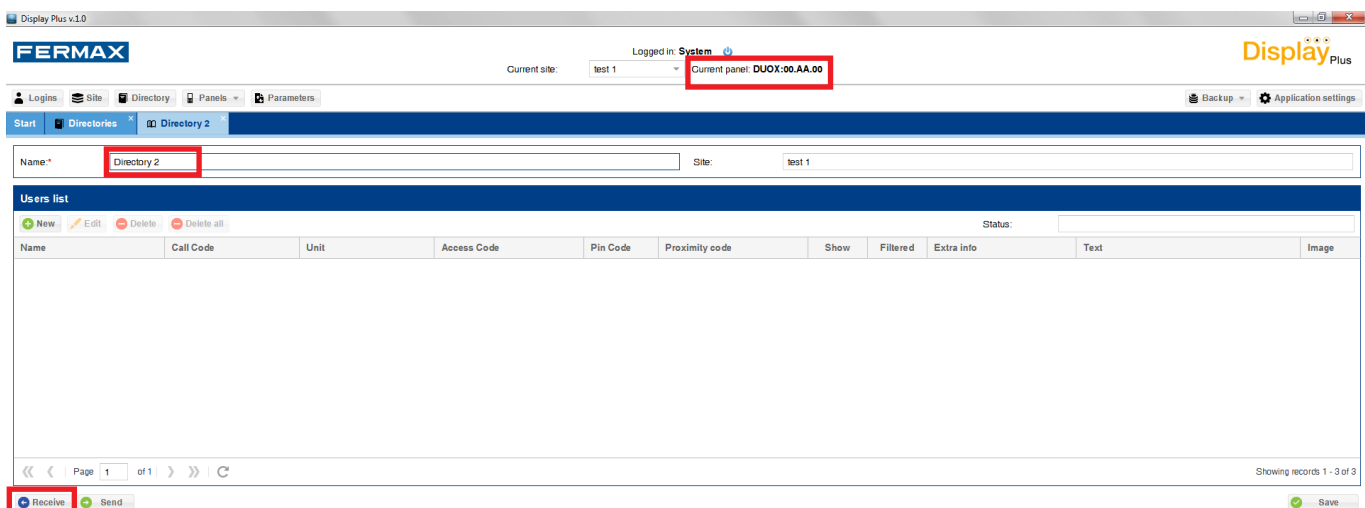 Display Plus v.1.0
FERMAX
Logged in: System
Current site: test 1 Current panel: DUOX:00.AA.00
Display Plus
Logins Site Directory Panels Parameters Backup Application settings
Start Directories Directory 2
Name:* Directory 2 Site: test 1
Users list
New Edit Delete Delete all Status:
Name Call Code Unit Access Code Pin Code Proximity code Show Filtered Extra info Text Image
Page 1 of 1 Showing records 1 - 3 of 3
Receive Send Save